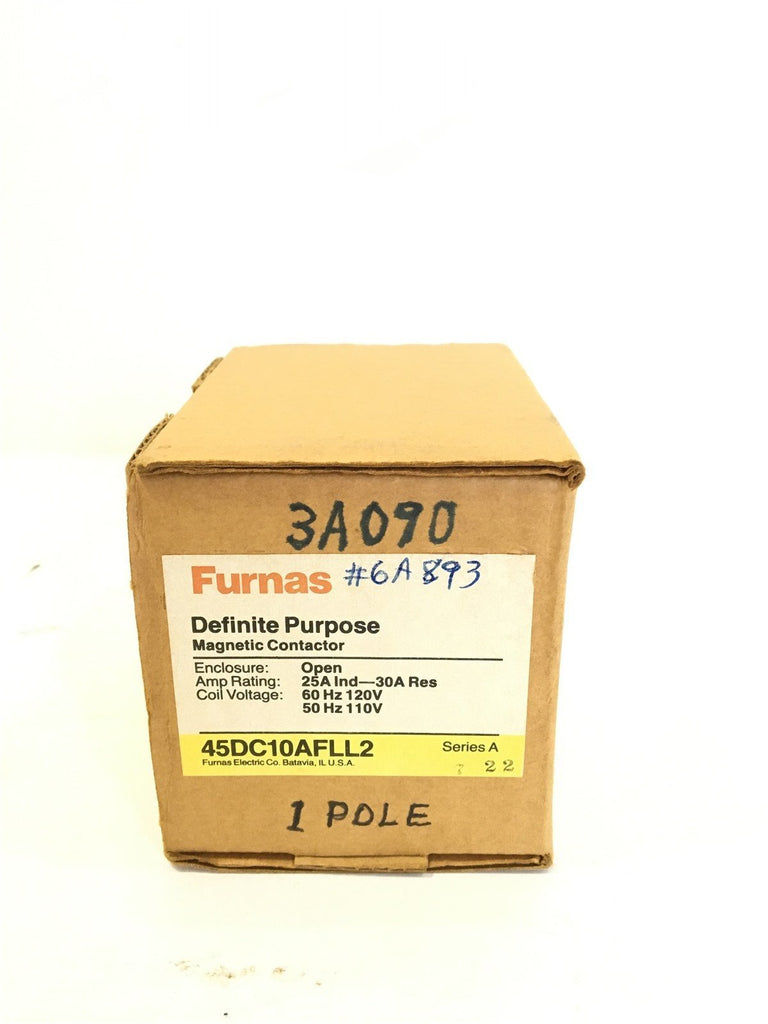 3A090
Furnas #6A893
Definite Purpose
Magnetic Contactor
Enclosure: Open
Amp Rating: 25A Ind—30A Res
Coil Voltage: 60 Hz 120V
50 Hz 110V
45DC10AFLL2 Series A
Furnas Electric Co. Batavia, IL U.S.A. 22
1 POLE